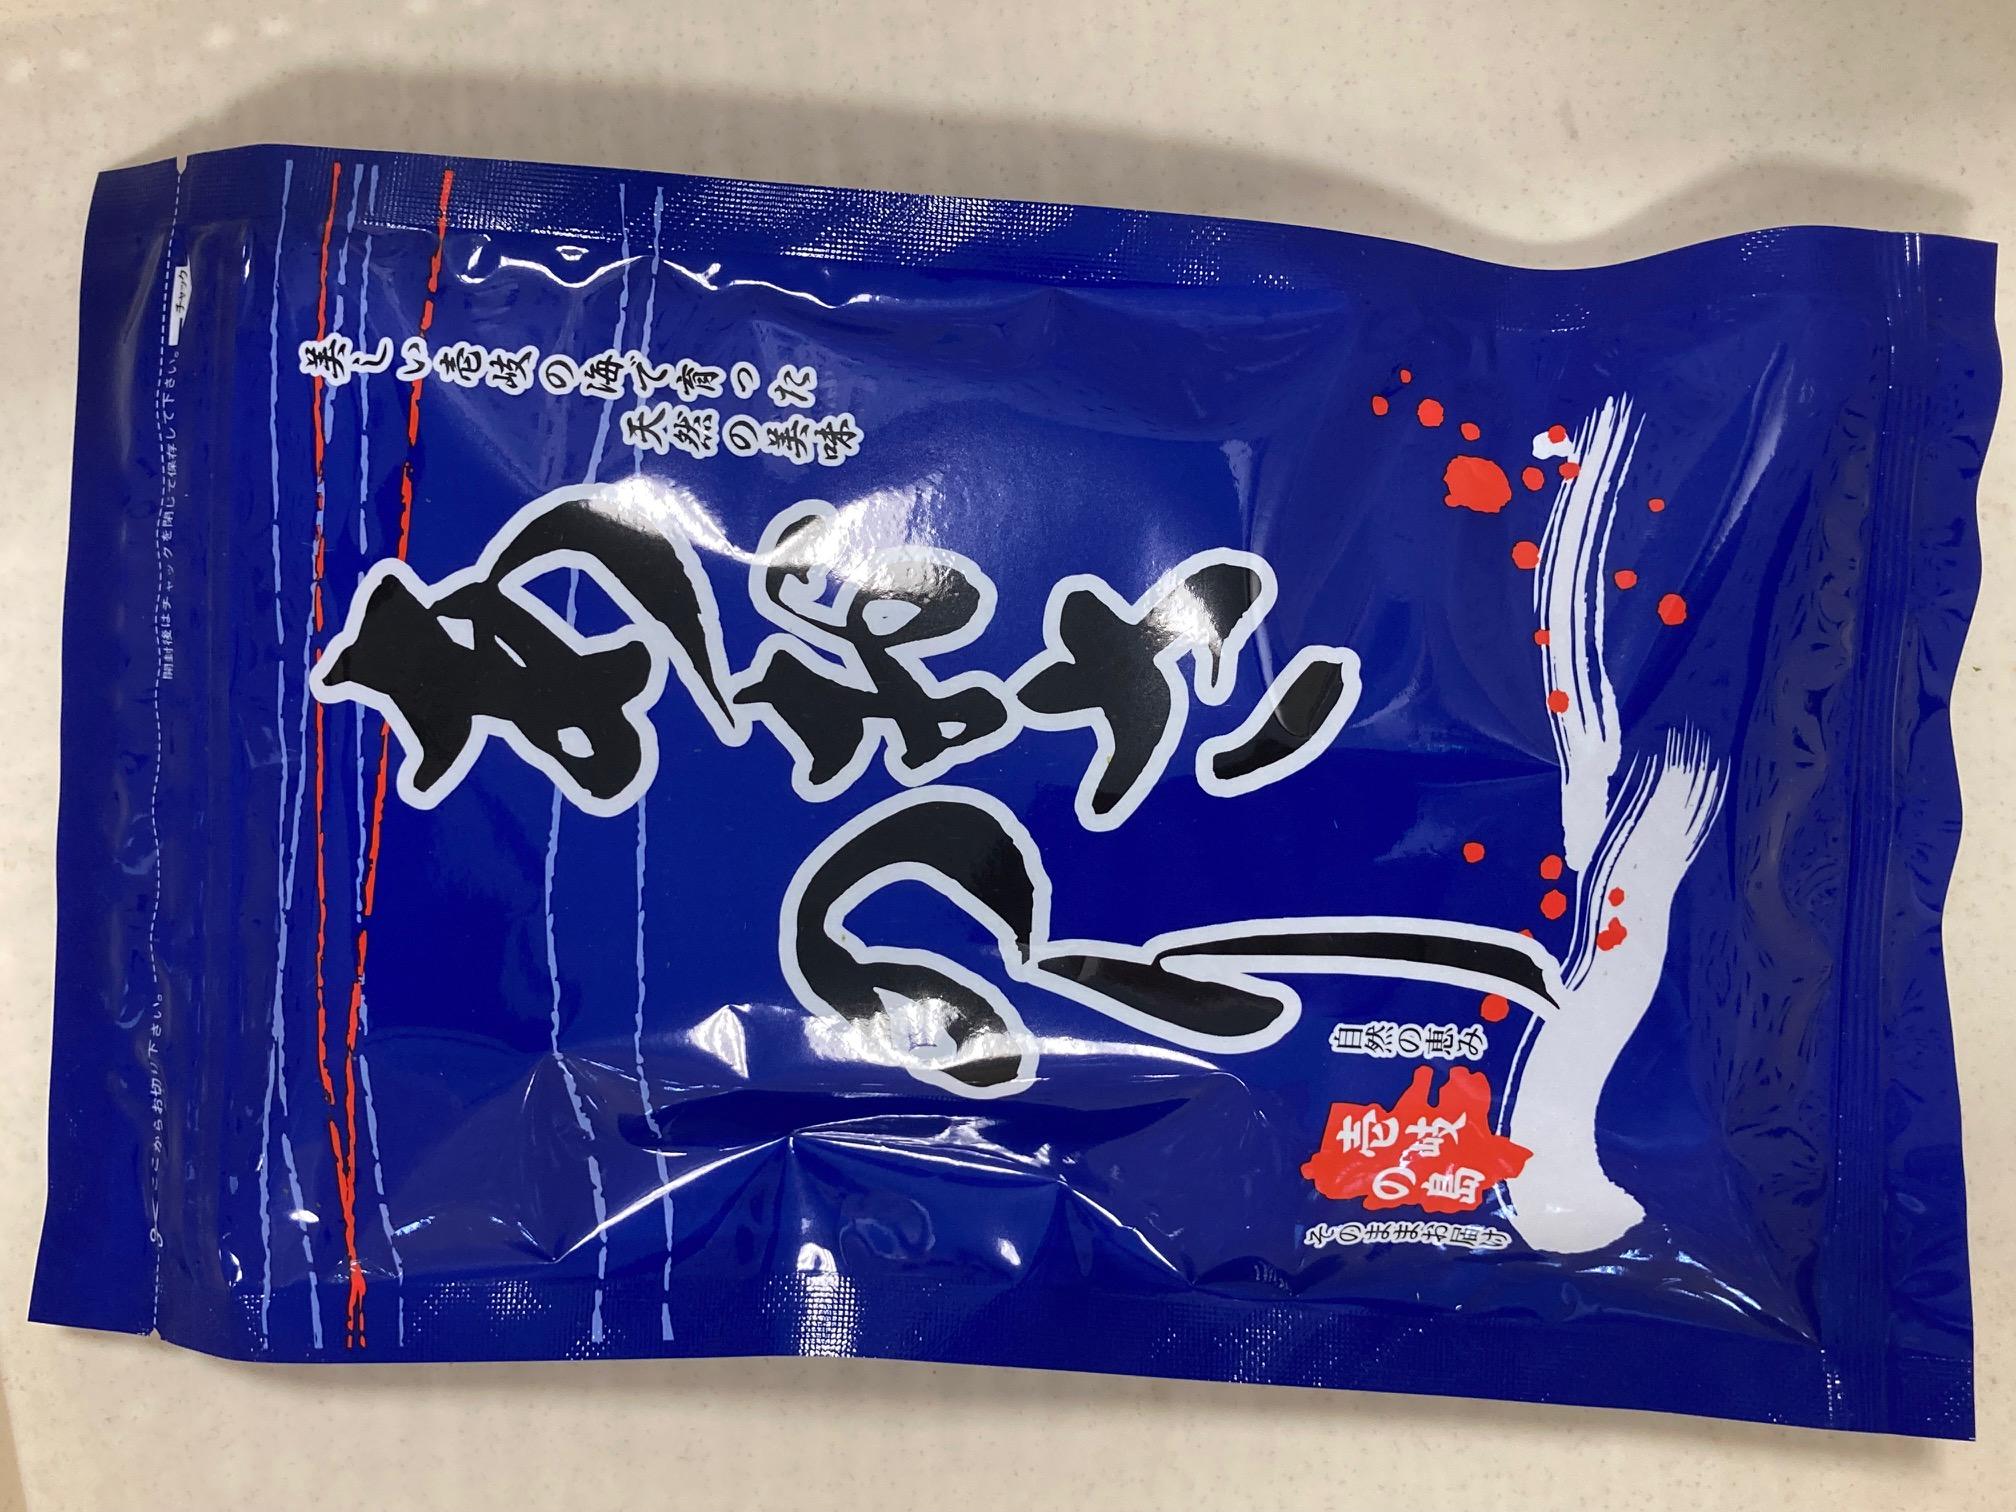 チャック
ここからお切り下さい。
開封後はチャックを閉じて保存して下さい。
美しい壱岐の海で育った
天然の美味
あおさ
のり
自然の恵み
壱岐
の島
そのままお届け